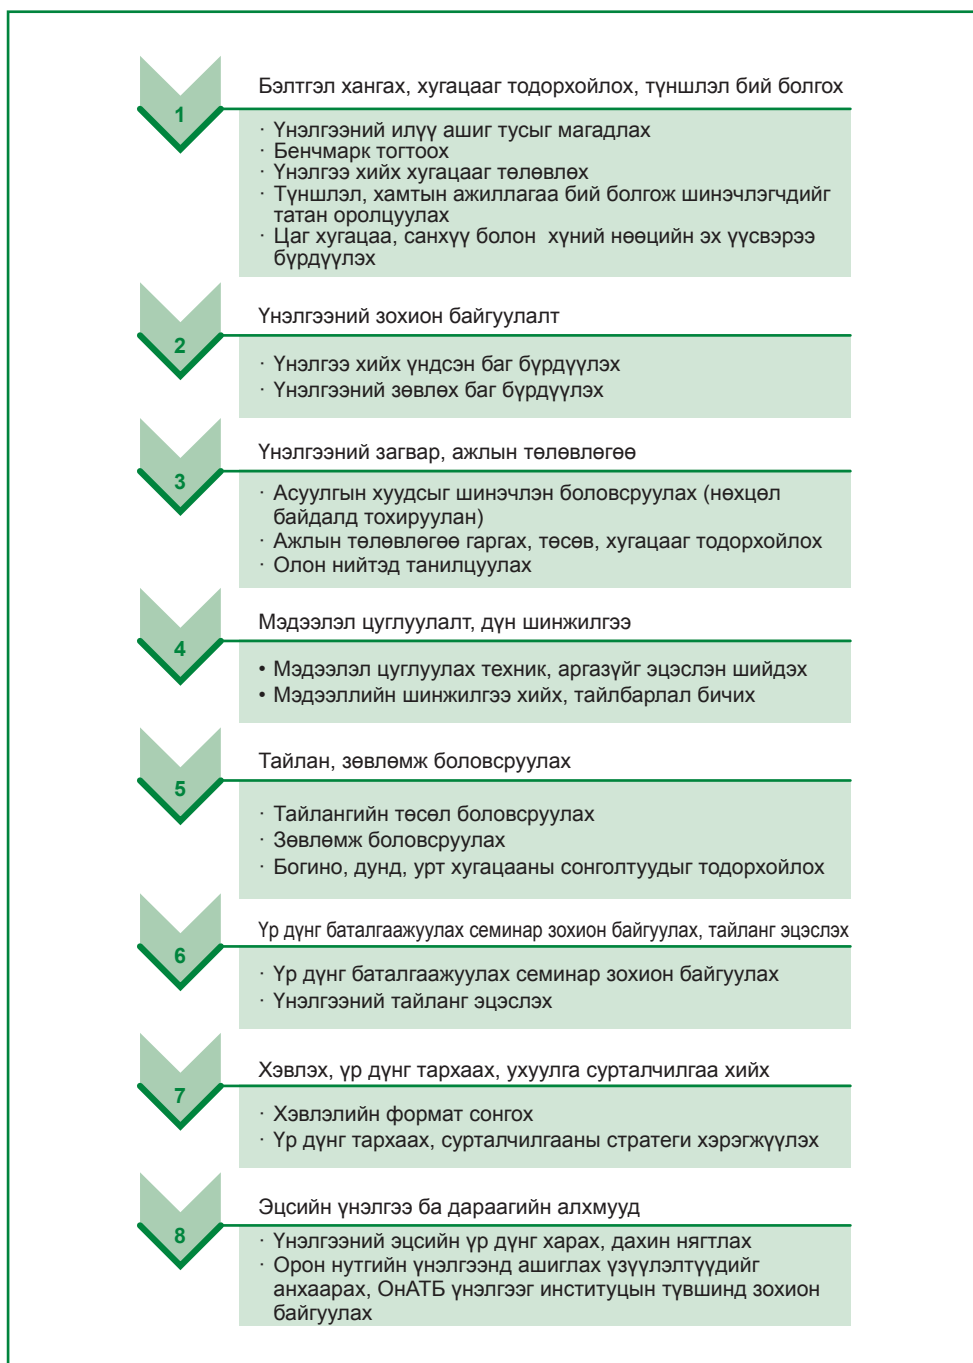 1
Бэлтгэл хангах, хугацааг тодорхойлох, түншлэл бий болгох
· Үнэлгээний илүү ашиг тусыг магадлах
· Бенчмарк тогтоох
· Үнэлгээ хийх хугацааг төлөвлөх
· Түншлэл, хамтын ажиллагаа бий болгож шинэчлэгчдийг
татан оролцуулах
· Цаг хугацаа, санхүү болон хүний нөөцийн эх үүсвэрээ
бүрдүүлэх
2
Үнэлгээний зохион байгуулалт
· Үнэлгээ хийх үндсэн баг бүрдүүлэх
· Үнэлгээний зөвлөх баг бүрдүүлэх
3
Үнэлгээний загвар, ажлын төлөвлөгөө
· Асуулгын хуудсыг шинэчлэн боловсруулах (нөхцөл
байдалд тохируулан)
· Ажлын төлөвлөгөө гаргах, төсөв, хугацааг тодорхойлох
· Олон нийтэд танилцуулах
4
Мэдээлэл цуглуулалт, дүн шинжилгээ
• Мэдээлэл цуглуулах техник, аргазүйг эцэслэн шийдэх
• Мэдээллийн шинжилгээ хийх, тайлбарлал бичих
5
Тайлан, зөвлөмж боловсруулах
· Тайлангийн төсөл боловсруулах
· Зөвлөмж боловсруулах
· Богино, дунд, урт хугацааны сонголтуудыг тодорхойлох
6
Үр дүнг баталгаажуулах семинар зохион байгуулах, тайланг эцэслэх
· Үр дүнг баталгаажуулах семинар зохион байгуулах
· Үнэлгээний тайланг эцэслэх
7
Хэвлэх, үр дүнг тархаах, ухуулга сурталчилгаа хийх
· Хэвлэлийн формат сонгох
· Үр дүнг тархаах, сурталчилгааны стратеги хэрэгжүүлэх
8
Эцсийн үнэлгээ ба дараагийн алхмууд
· Үнэлгээний эцсийн үр дүнг харах, дахин нягтлах
· Орон нутгийн үнэлгээнд ашиглах үзүүлэлтүүдийг
анхаарах, ОнАТБ үнэлгээг институцын түвшинд зохион
байгуулах